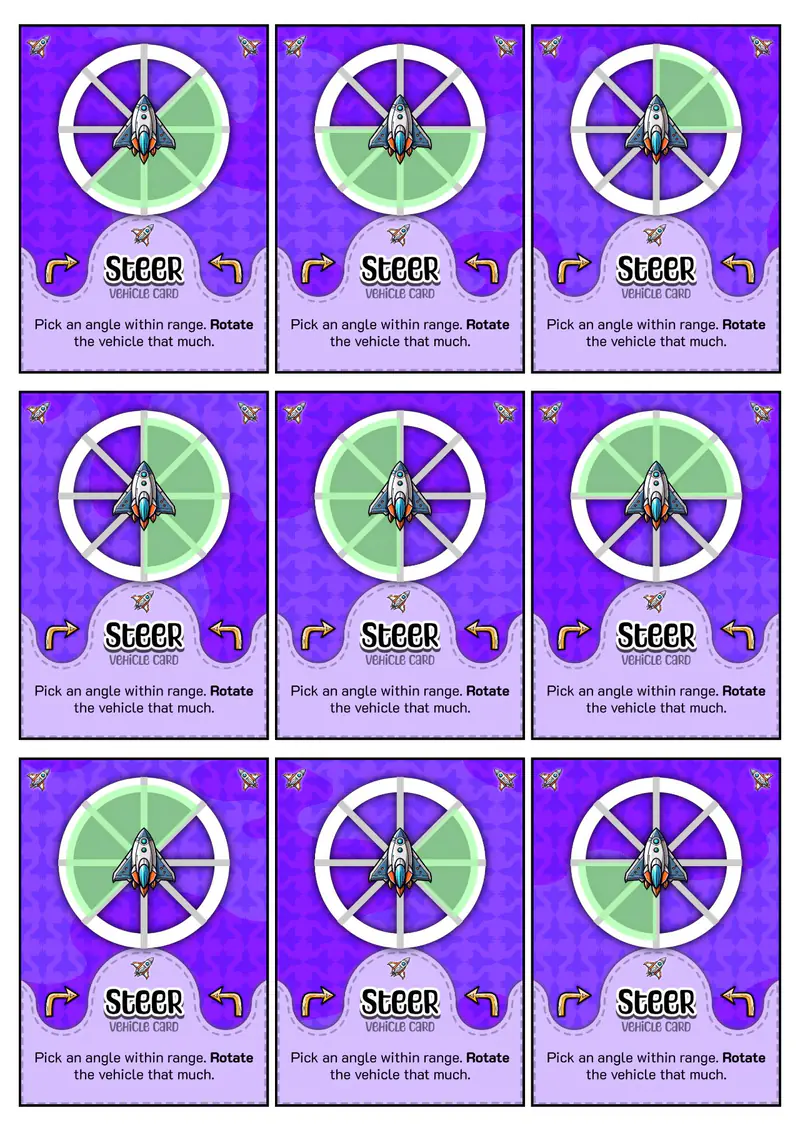 STEER
VEHICLE CARD
Pick an angle within range. Rotate
the vehicle that much.
STEER
VEHICLE CARD
Pick an angle within range. Rotate
the vehicle that much.
STEER
VEHICLE CARD
Pick an angle within range. Rotate
the vehicle that much.
STEER
VEHICLE CARD
Pick an angle within range. Rotate
the vehicle that much.
STEER
VEHICLE CARD
Pick an angle within range. Rotate
the vehicle that much.
STEER
VEHICLE CARD
Pick an angle within range. Rotate
the vehicle that much.
STEER
VEHICLE CARD
Pick an angle within range. Rotate
the vehicle that much.
STEER
VEHICLE CARD
Pick an angle within range. Rotate
the vehicle that much.
STEER
VEHICLE CARD
Pick an angle within range. Rotate
the vehicle that much.